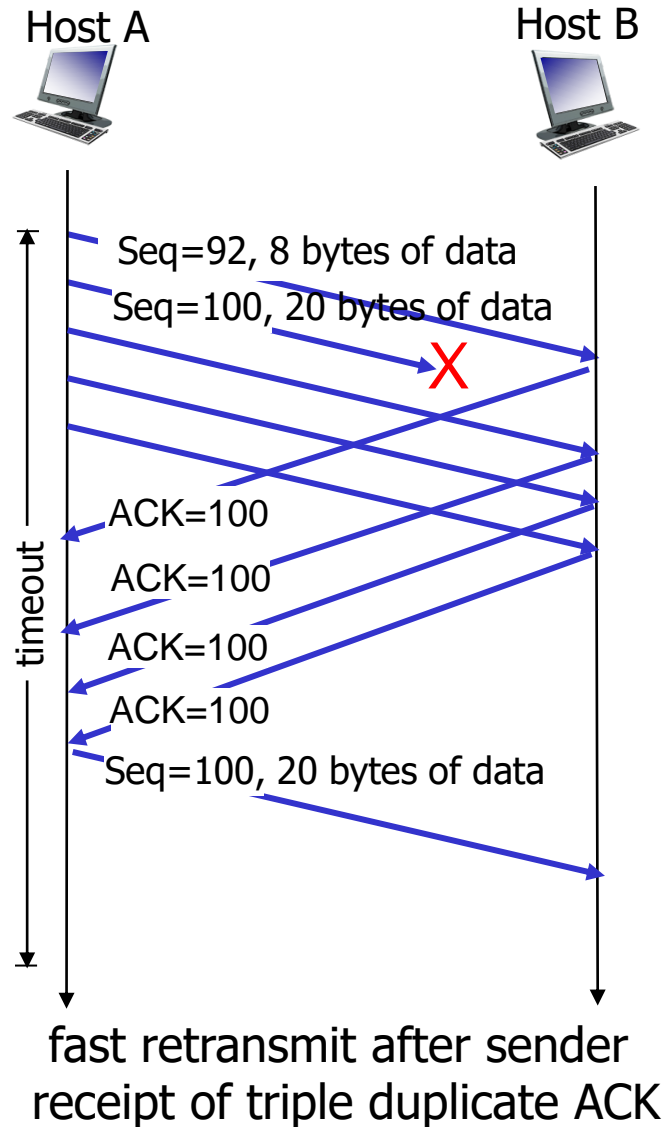 Host A
Host B
Seq=92, 8 bytes of data
Seq=100, 20 bytes of data
X
ACK=100
ACK=100
ACK=100
ACK=100
timeout
Seq=100, 20 bytes of data
fast retransmit after sender
receipt of triple duplicate ACK